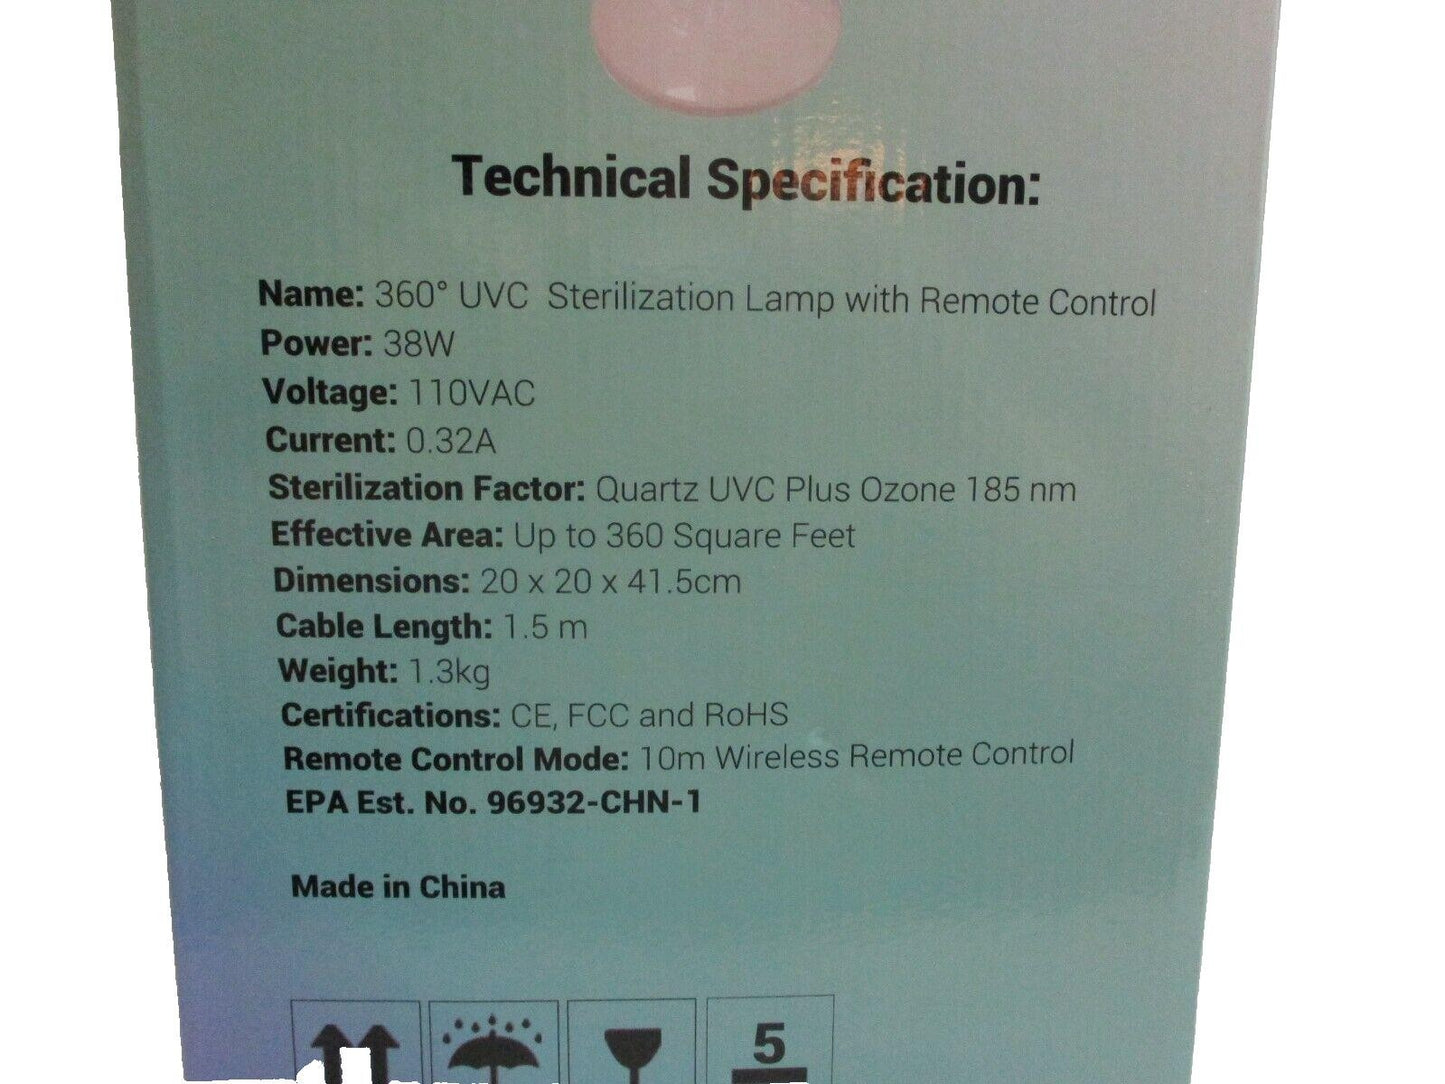 Technical Specification:
Name: 360° UVC Sterilization Lamp with Remote Control
Power: 38W
Voltage: 110VAC
Current: 0.32A
Sterilization Factor: Quartz UVC Plus Ozone 185 nm
Effective Area: Up to 360 Square Feet
Dimensions: 20 x 20 x 41.5cm
Cable Length: 1.5 m
Weight: 1.3kg
Certifications: CE, FCC and RoHS
Remote Control Mode: 10m Wireless Remote Control
EPA Est. No. 96932-CHN-1
Made in China
5